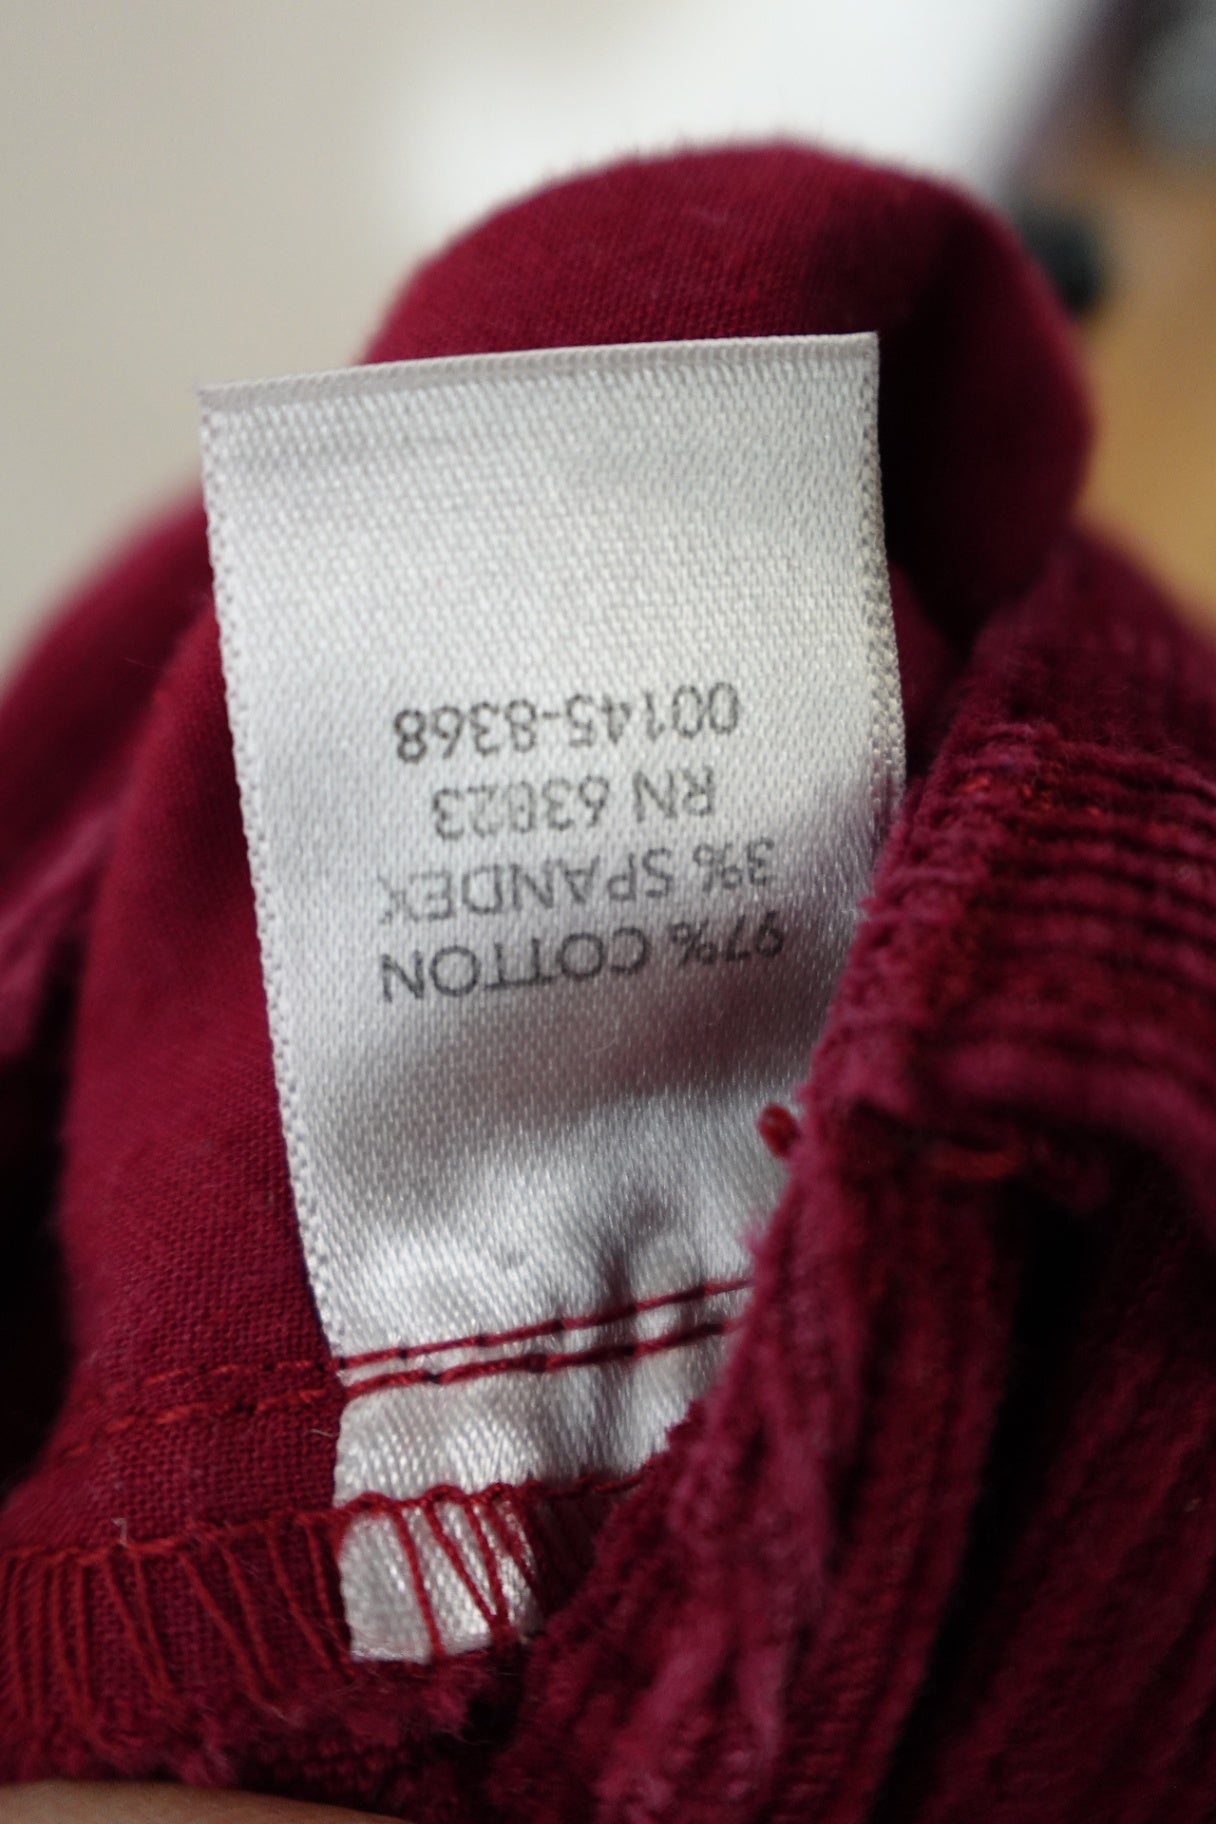 97% COTTON
3% SPANDEX
RN 63023
00145-8368